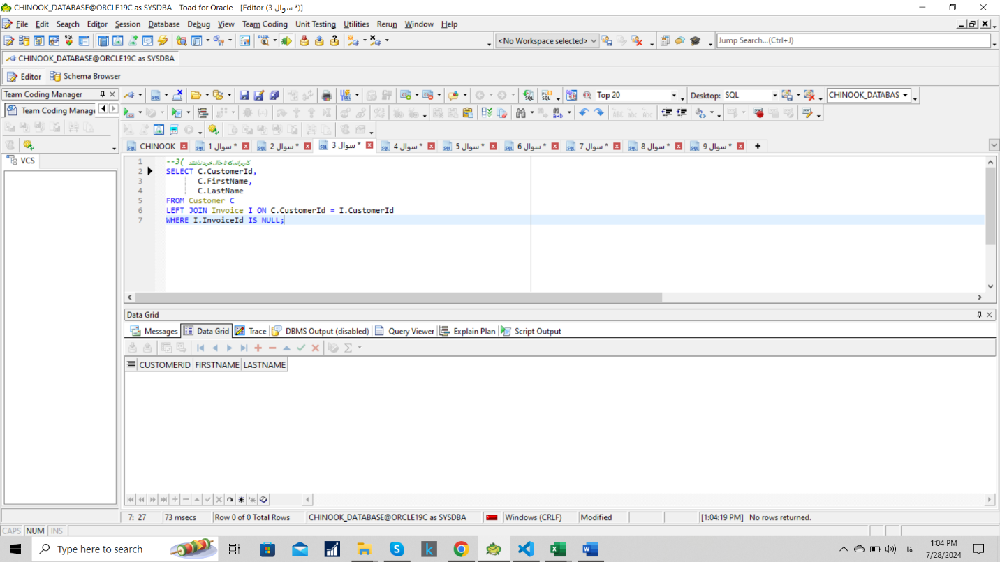 CHINOOK_DATABASE@ORCLE19C as SYSDBA - Toad for Oracle - [Editor (سوال 3 *)]
File Edit Search Editor Session Database Debug View Team Coding Unit Testing Utilities Rerun Window Help
<No Workspace selected> Jump Search...(Ctrl+J)
CHINOOK_DATABASE@ORCLE19C as SYSDBA
Editor Schema Browser
Team Coding Manager
Top 20 Desktop: SQL CHINOOK_DATABAS
Team Coding Manage
CHINOOK سوال 1 * سوال 2 * سوال 3 * سوال 4 * سوال 5 * سوال 6 * سوال 7 * سوال 8 * سوال 9 * +
VCS
1 --3( کاربرانی که تا حال خرید نداشتند
2 SELECT C.CustomerId,
3 C.FirstName,
4 C.LastName
5 FROM Customer C
6 LEFT JOIN Invoice I ON C.CustomerId = I.CustomerId
7 WHERE I.InvoiceId IS NULL;
Data Grid
Messages Data Grid Trace DBMS Output (disabled) Query Viewer Explain Plan Script Output
CUSTOMERID FIRSTNAME LASTNAME
7: 27 73 msecs Row 0 of 0 Total Rows CHINOOK_DATABASE@ORCLE19C as SYSDBA Windows (CRLF) Modified [1:04:19 PM] No rows returned.
CAPS NUM INS
Type here to search
فا
1:04 PM
7/28/2024